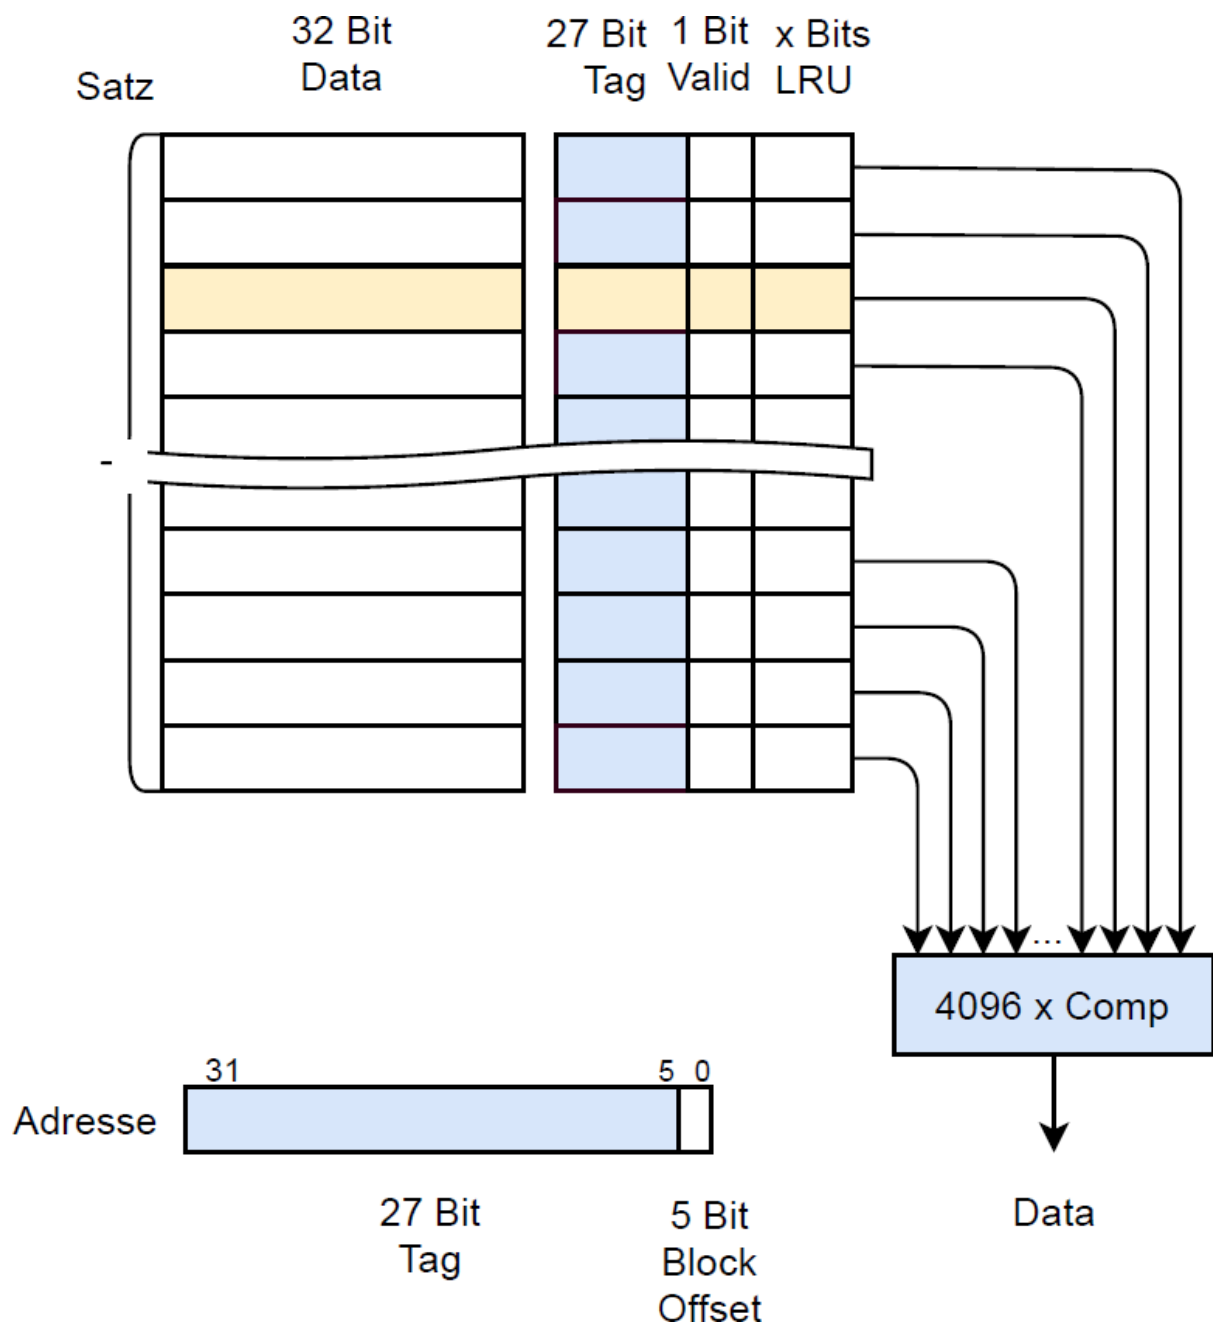 32 Bit
Data
27 Bit
Tag
1 Bit
Valid
x Bits
LRU
Satz
-
...
4096 x Comp
31
5
0
Adresse
27 Bit
Tag
5 Bit
Block
Offset
Data